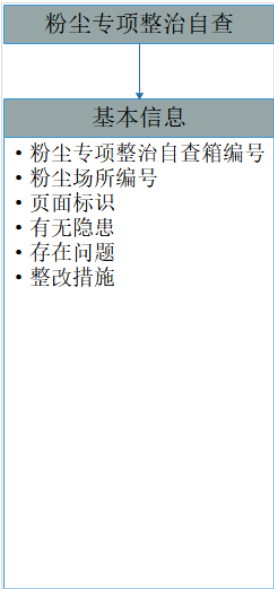 粉尘专项整治自查
基本信息
• 粉尘专项整治自查箱编号
• 粉尘场所编号
• 页面标识
• 有无隐患
• 存在问题
• 整改措施